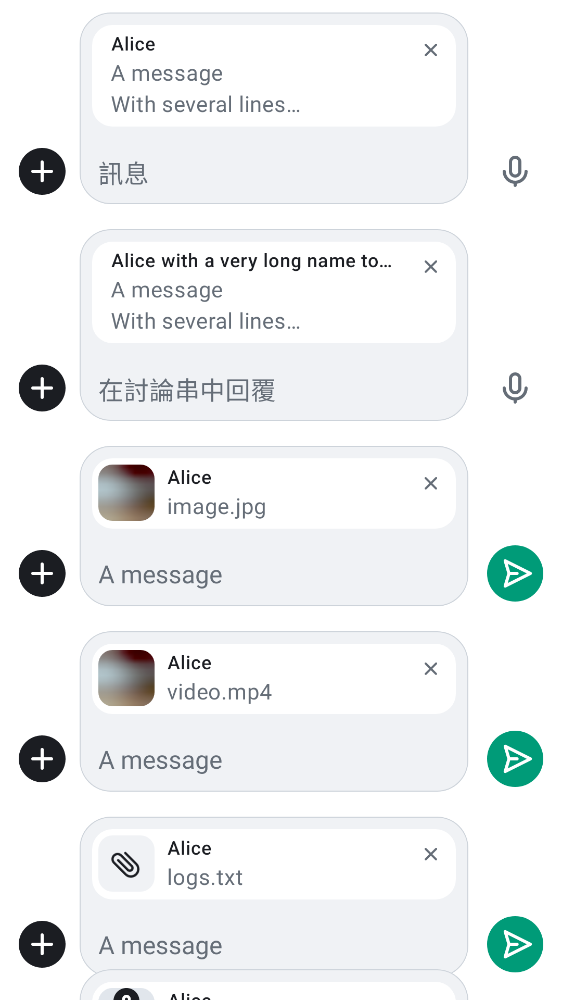 Alice
A message
With several lines…
訊息
Alice with a very long name to…
A message
With several lines…
在討論串中回覆
Alice
image.jpg
A message
Alice
video.mp4
A message
Alice
logs.txt
A message
Alice